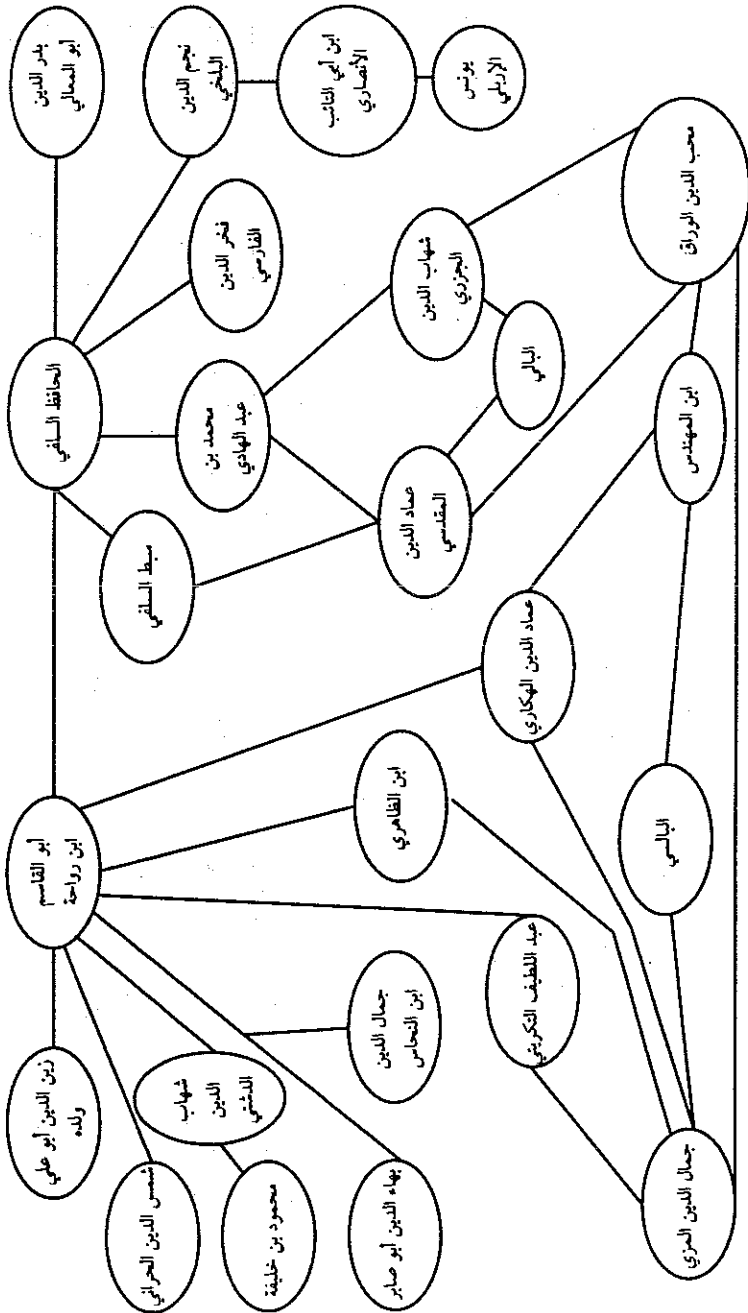 بدر الدين
أبو المعالي
الحافظ السلفي
أبو القاسم
ابن رواحة
زين الدين أبو علي
ولده
نجم الدين
البلخي
سبط السلفي
شمس الدين الحراني
فخر الدين
الفارسي
محمد بن
عبد الهادي
شهاب
الدين
الدشتي
محمود بن خليفة
ابن أبي التائب
الأنصاري
جمال الدين
ابن النحاس
بهاء الدين أبو صابر
شهاب الدين
الجزري
عماد الدين
المقدسي
ابن الظاهري
يونس
الإربلي
البالي
عماد الدين الهكاري
عبد اللطيف التكريتي
محب الدين الوراق
ابن المهندس
البالسي
جمال الدين المزي